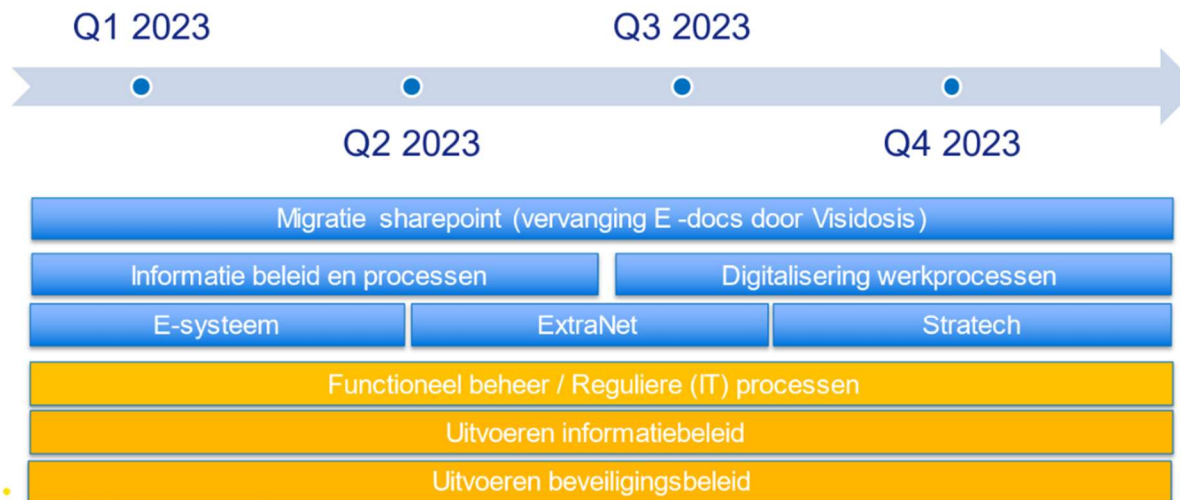 Q1 2023
Q3 2023
Q2 2023
Q4 2023
Migratie sharepoint (vervanging E -docs door Visidosis)
Informatie beleid en processen
Digitalisering werkprocessen
E-systeem
ExtraNet
Stratech
Functioneel beheer / Reguliere (IT) processen
Uitvoeren informatiebeleid
Uitvoeren beveiligingsbeleid